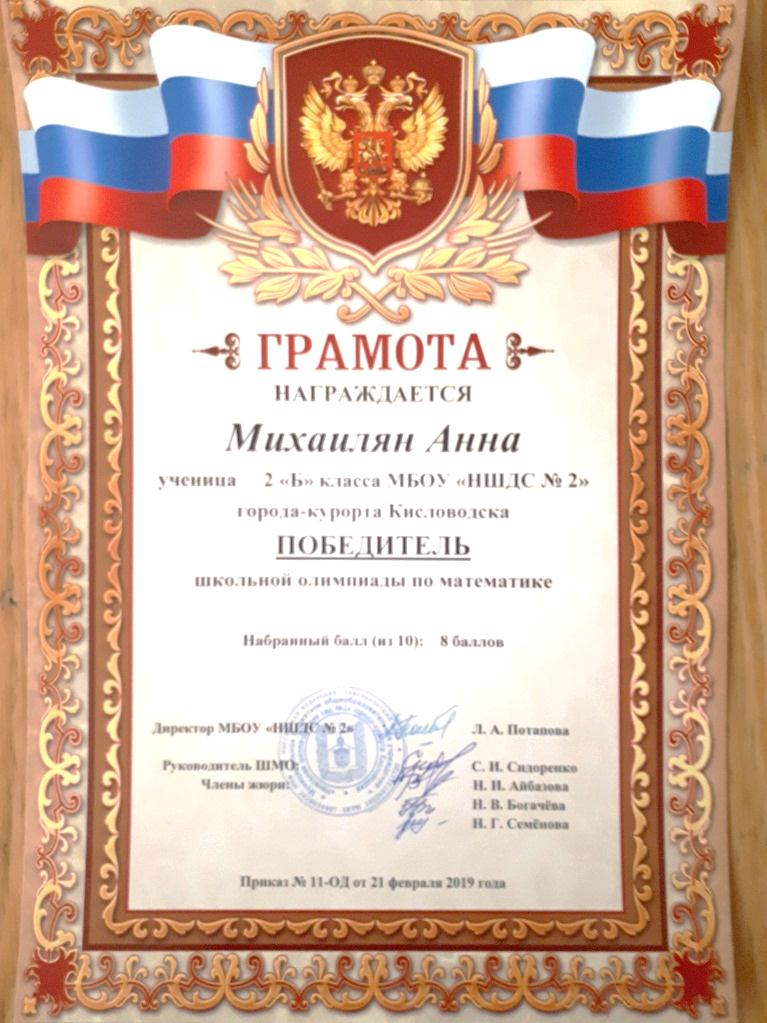 ГРАМОТА
НАГРАЖДАЕТСЯ
Михаилян Анна
ученица 2 «Б» класса МБОУ «НШДС № 2»
города-курорта Кисловодска
ПОБЕДИТЕЛЬ
школьной олимпиады по математике
Набранный балл (из 10): 8 баллов
Директор МБОУ «НШДС № 2» Л. А. Потапова
Руководитель ШМО: С. И. Сидоренко
Члены жюри: Н. И. Айбазова
Н. В. Богачёва
Н. Г. Семёнова
Приказ № 11-ОД от 21 февраля 2019 года